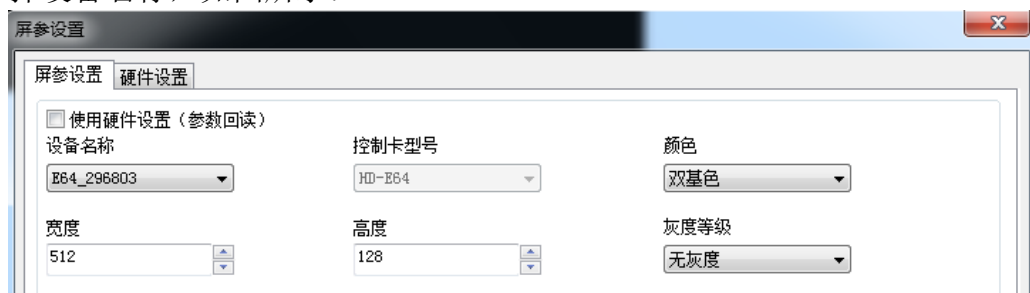 屏参设置
屏参设置 硬件设置
使用硬件设置（参数回读）
设备名称 控制卡型号 颜色
E64_296803 HD-E64 双基色
宽度 高度 灰度等级
512 128 无灰度